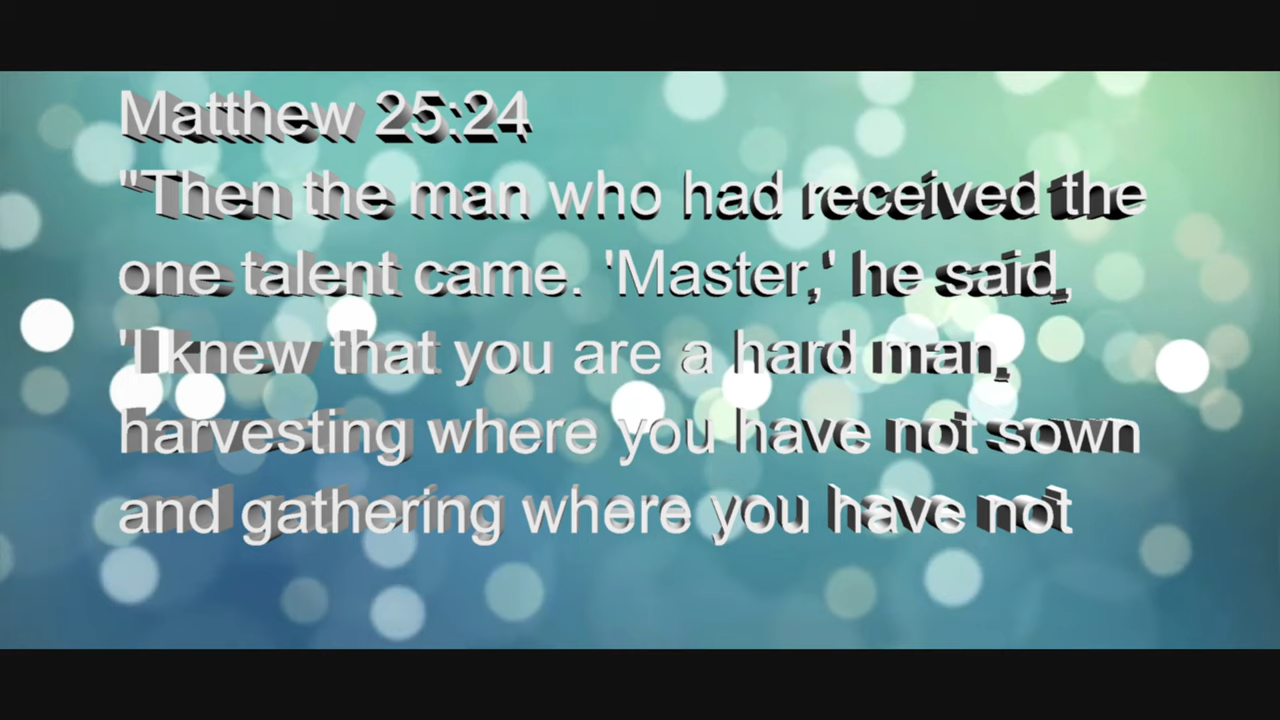 Matthew 25:24
"Then the man who had received the
one talent came. 'Master,' he said,
'I knew that you are a hard man,
harvesting where you have not sown
and gathering where you have not